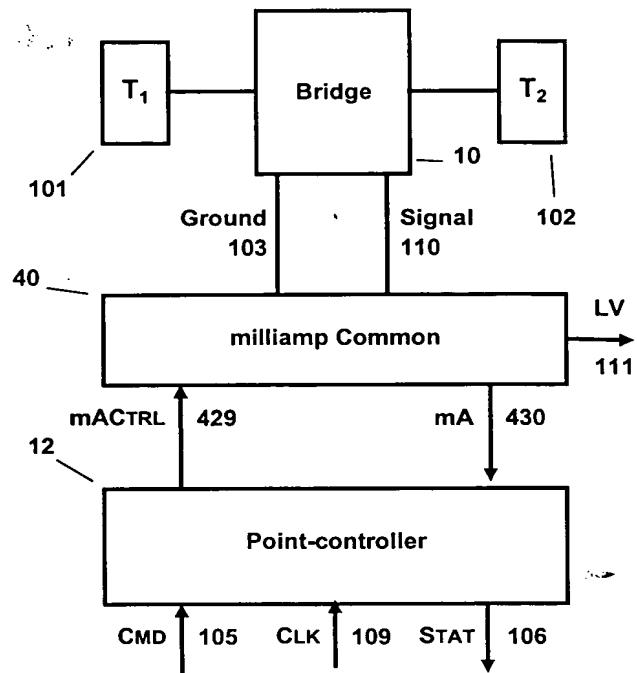 T1
Bridge
T2
101
10
102
Ground
103
Signal
110
40
milliamp Common
LV
111
mACTRL
429
mA
430
12
Point-controller
CMD
105
CLK
109
STAT
106